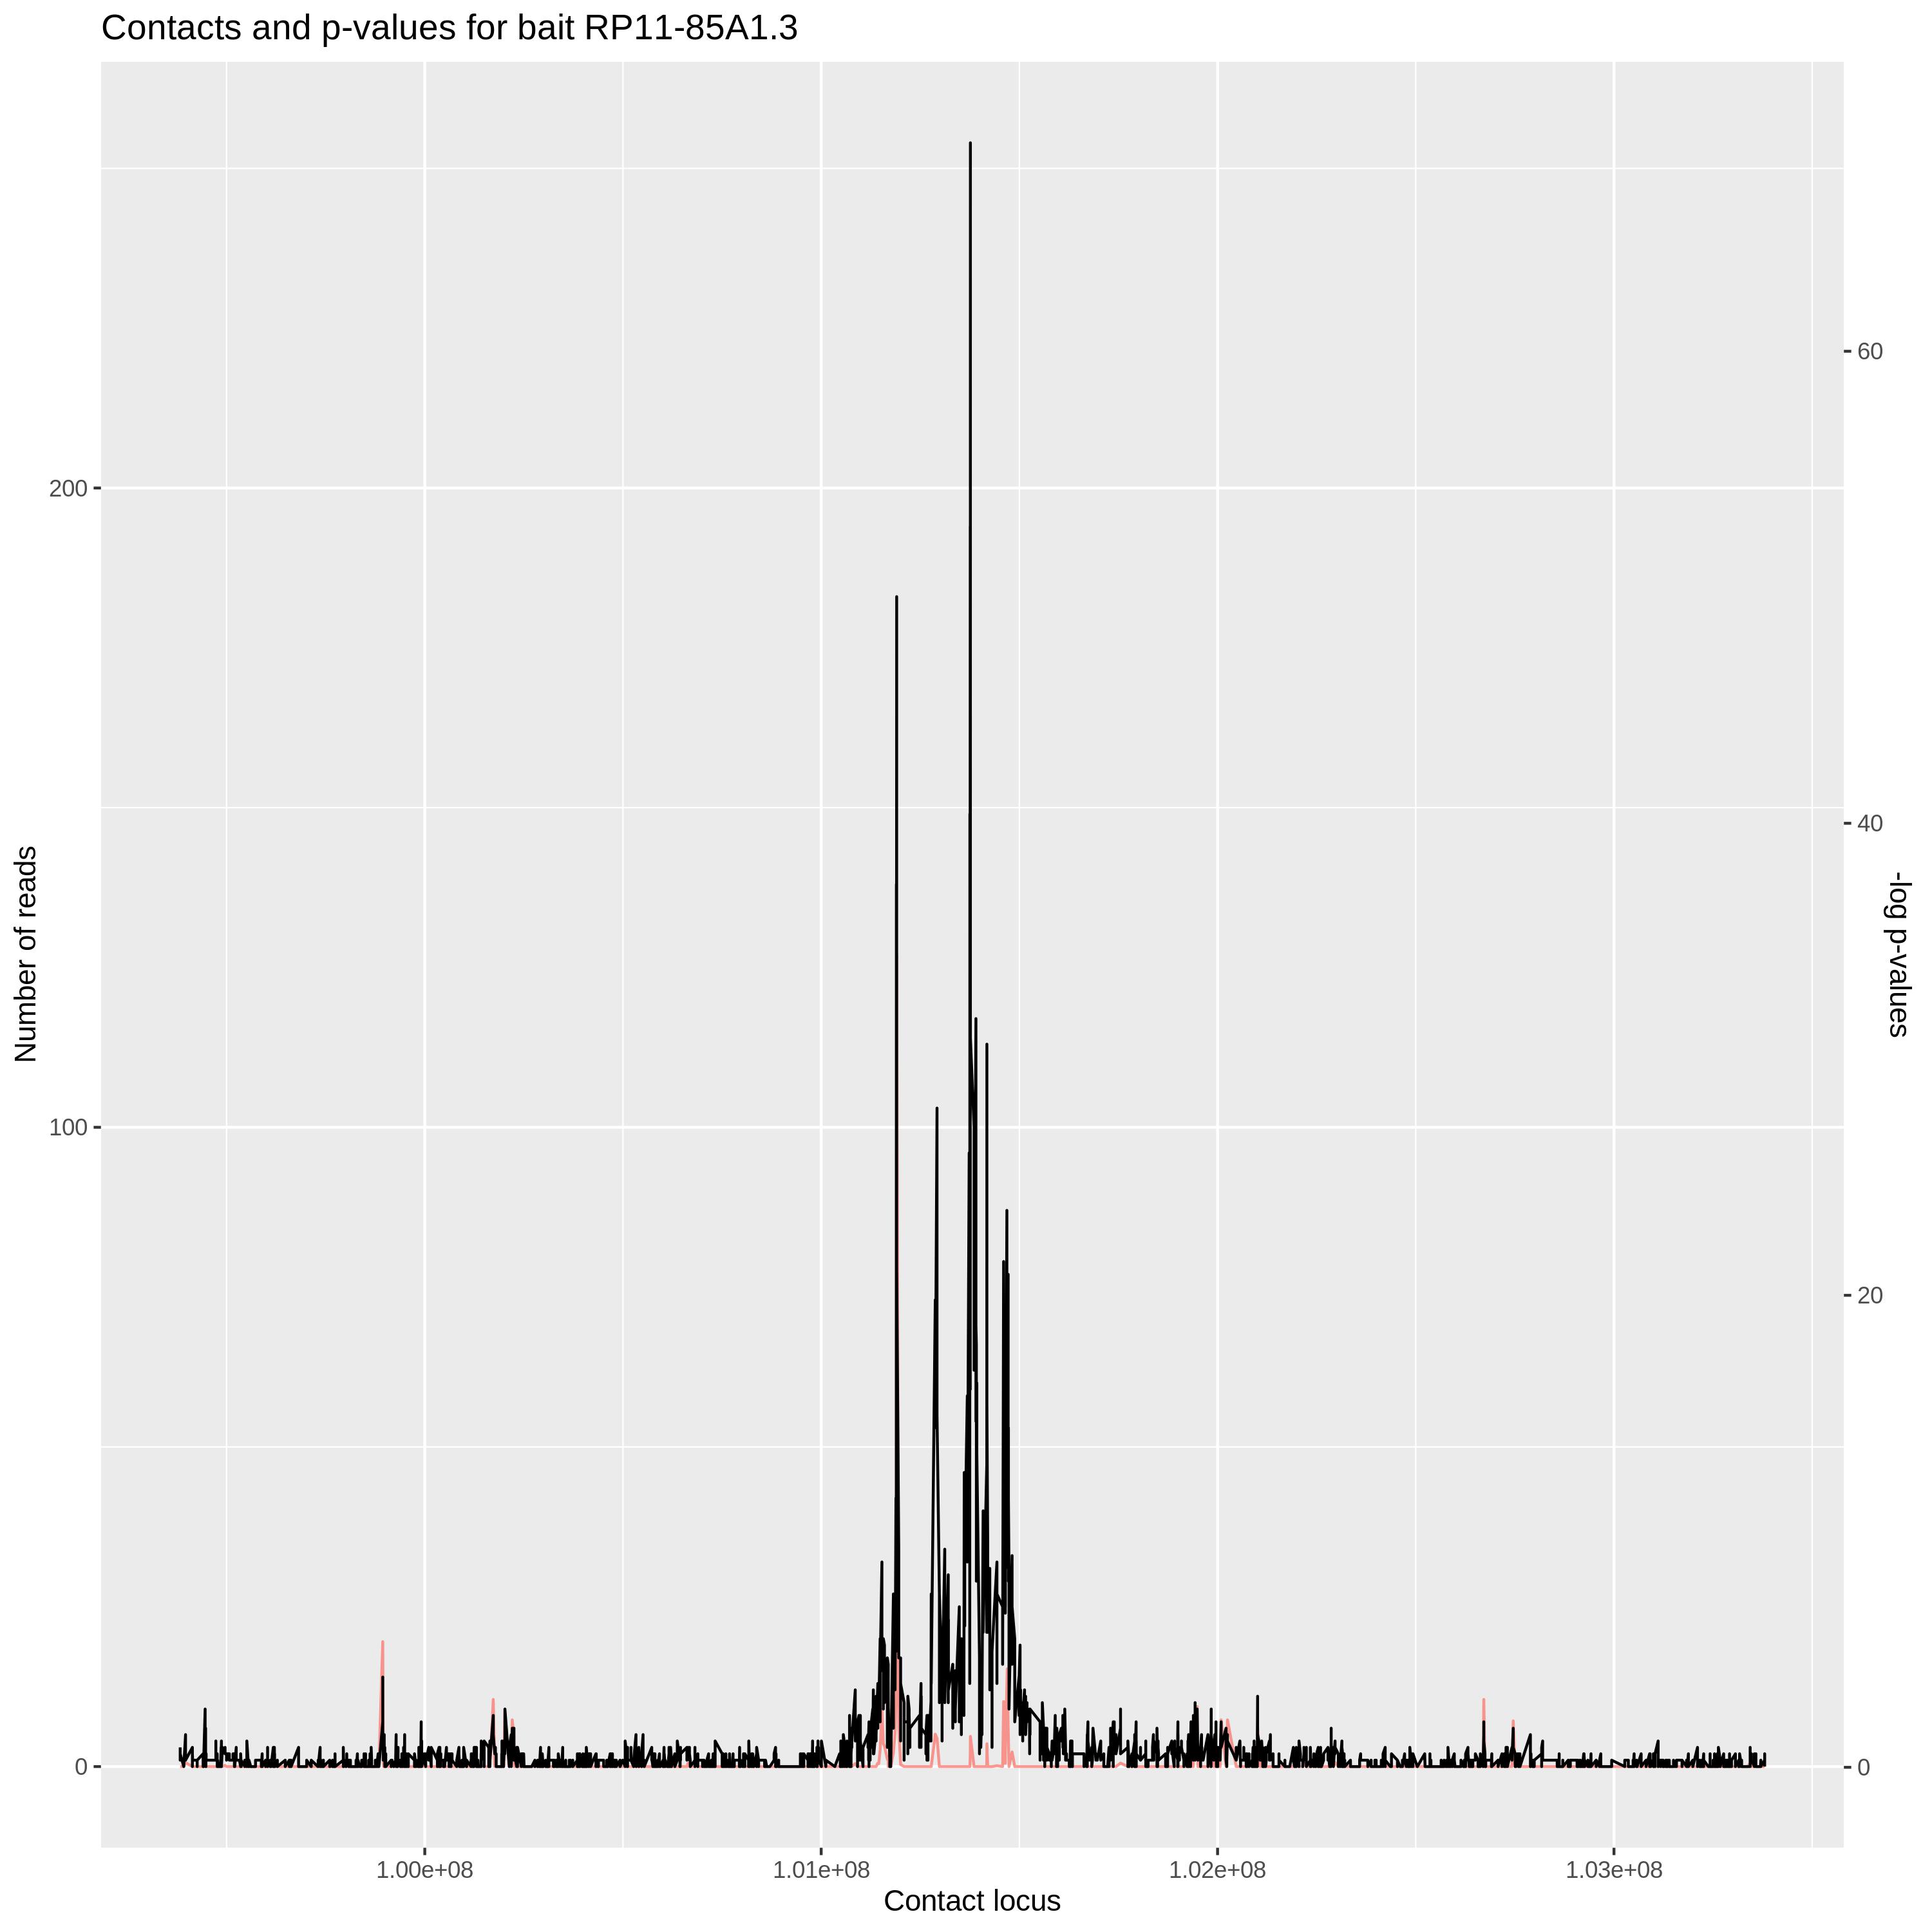 Contacts and p-values for bait RP11-85A1.3
Number of reads
200
100
0
60
40
20
0
-log p-values
1.00e+08
1.01e+08
1.02e+08
1.03e+08
Contact locus